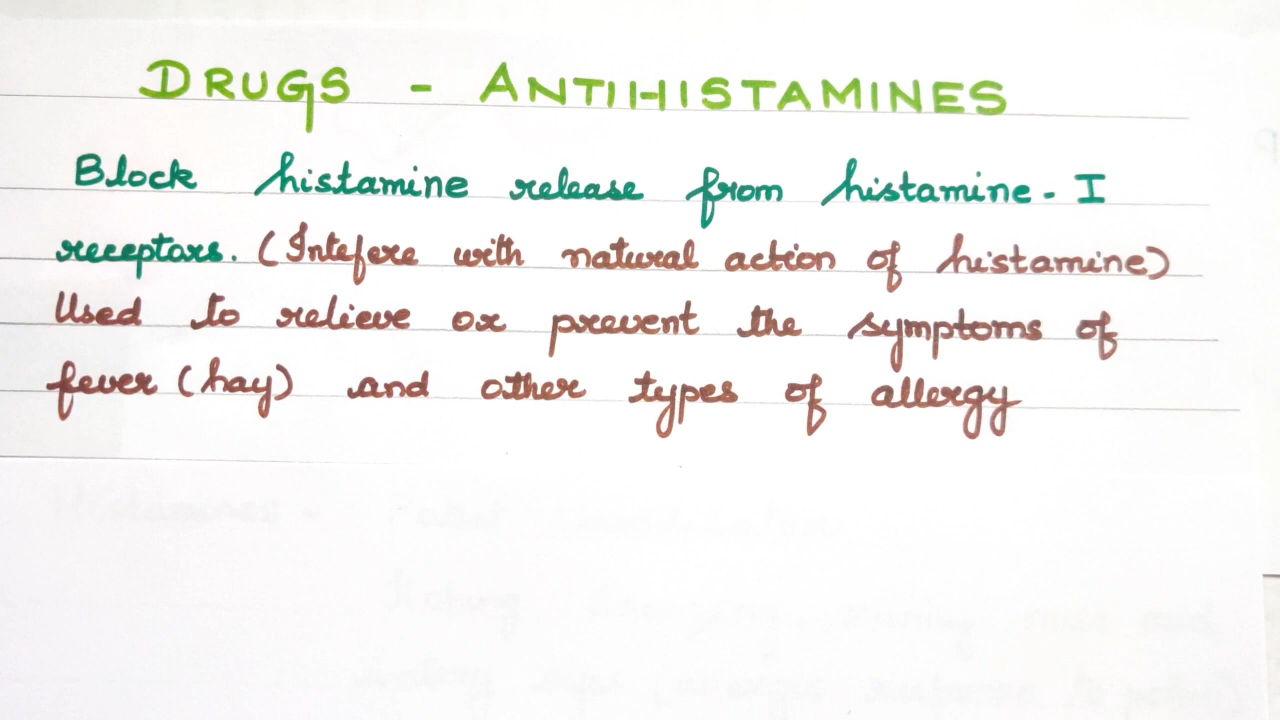 DRUGS - ANTIHISTAMINES
Block histamine release from histamine - I
receptors. (Intefere with natural action of histamine)
Used to relieve or prevent the symptoms of
fever (hay) and other types of allergy